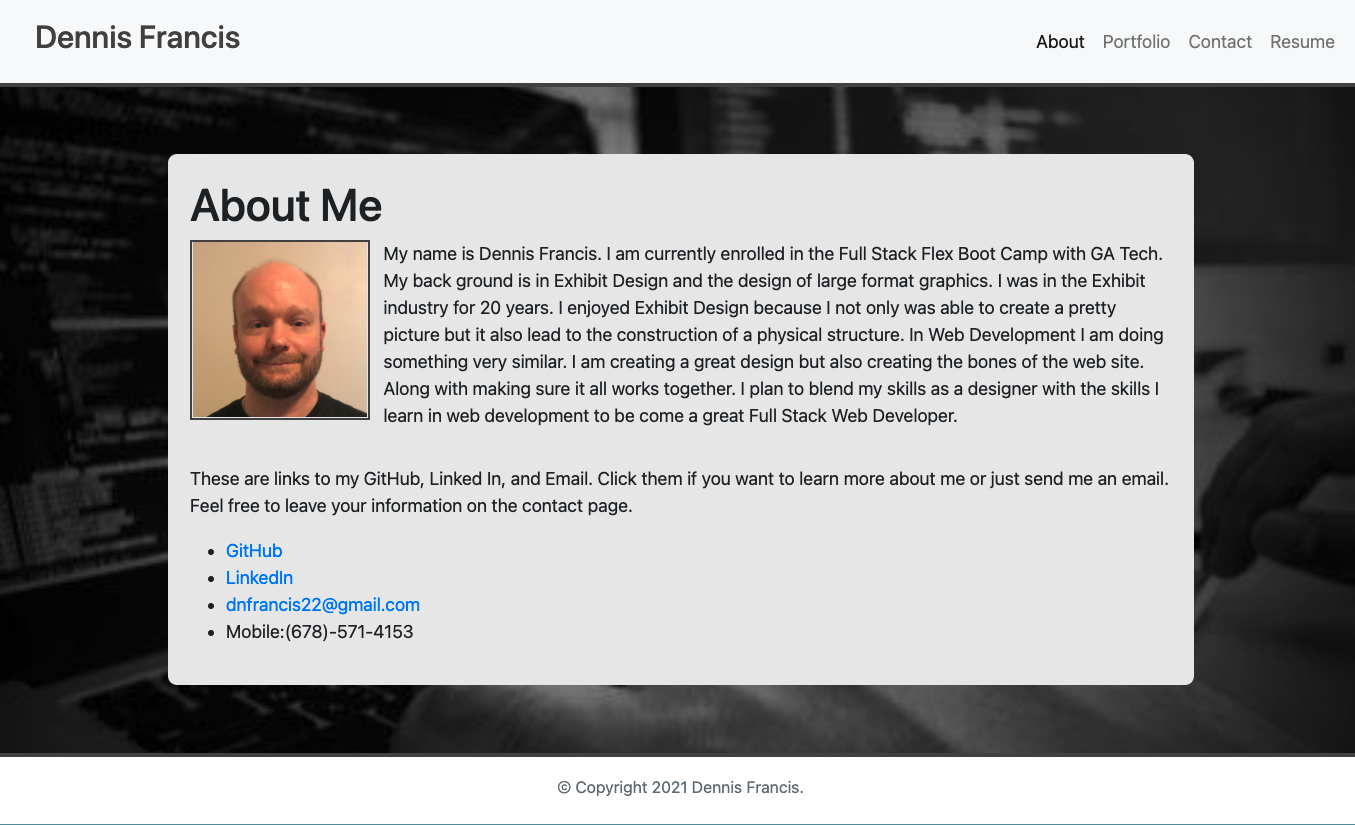 Dennis Francis
About Portfolio Contact Resume
About Me
My name is Dennis Francis. I am currently enrolled in the Full Stack Flex Boot Camp with GA Tech.
My back ground is in Exhibit Design and the design of large format graphics. I was in the Exhibit
industry for 20 years. I enjoyed Exhibit Design because I not only was able to create a pretty
picture but it also lead to the construction of a physical structure. In Web Development I am doing
something very similar. I am creating a great design but also creating the bones of the web site.
Along with making sure it all works together. I plan to blend my skills as a designer with the skills I
learn in web development to be come a great Full Stack Web Developer.
These are links to my GitHub, Linked In, and Email. Click them if you want to learn more about me or just send me an email.
Feel free to leave your information on the contact page.
• GitHub
• LinkedIn
• dnfrancis22@gmail.com
• Mobile:(678)-571-4153
© Copyright 2021 Dennis Francis.